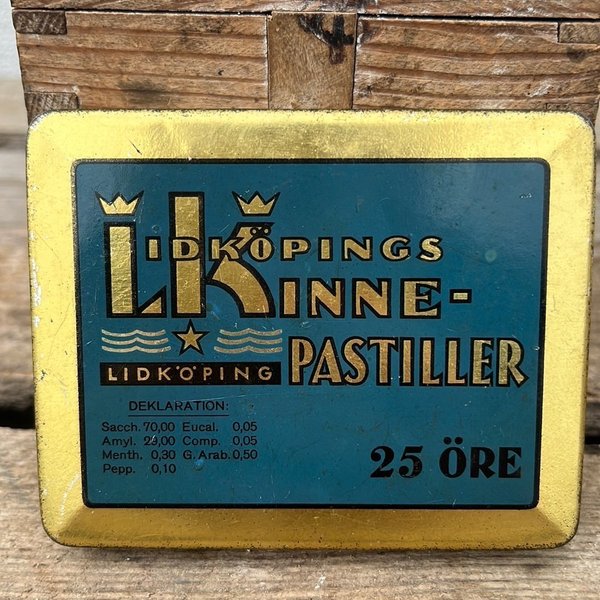 LIDKÖPINGS
KINNE-
PASTILLER
LIDKÖPING
DEKLARATION:
Sacch. 70,00 Eucal. 0,05
Amyl. 29,00 Comp. 0,05
Menth. 0,30 G.Arab. 0,50
Pepp. 0,10
25 ÖRE